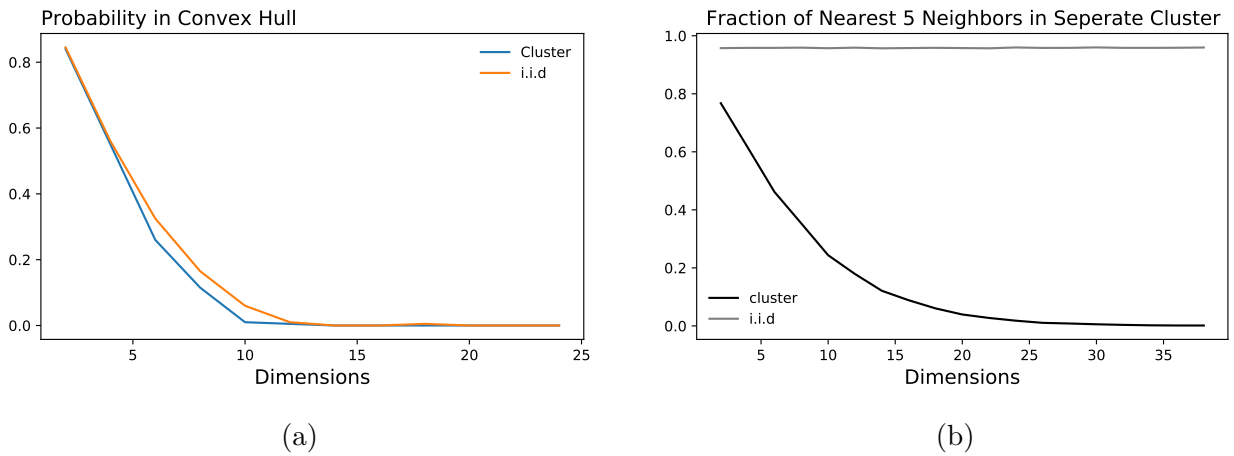 Probability in Convex Hull
Cluster
i.i.d
0.8
0.6
0.4
0.2
0.0
5
10
15
20
25
Dimensions
(a)
Fraction of Nearest 5 Neighbors in Seperate Cluster
1.0
0.8
0.6
0.4
0.2
0.0
cluster
i.i.d
5
10
15
20
25
30
35
Dimensions
(b)